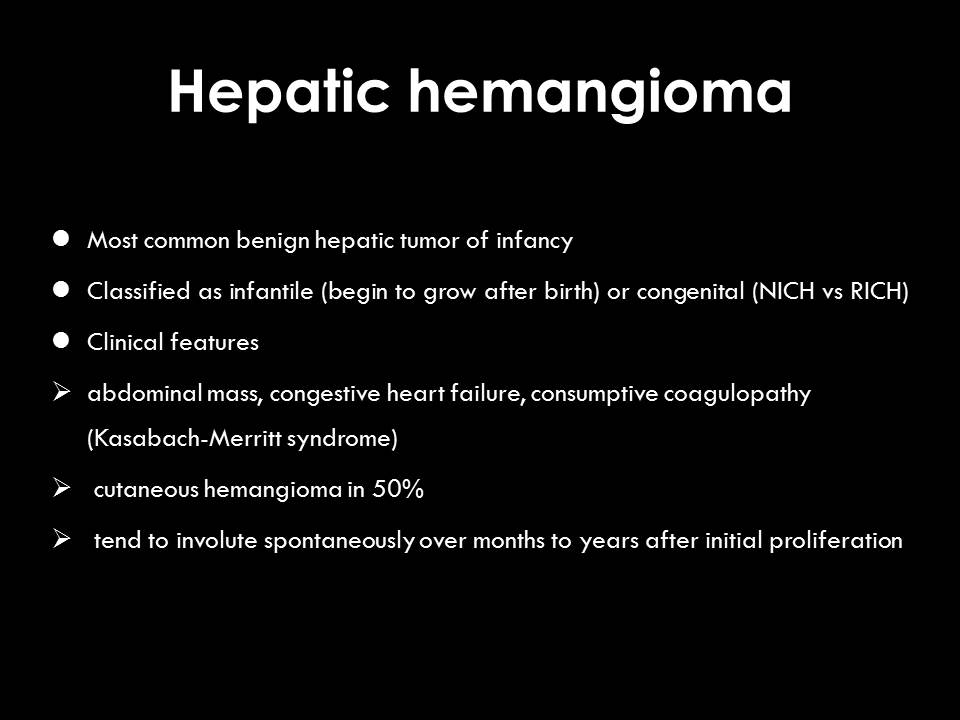 Hepatic hemangioma
● Most common benign hepatic tumor of infancy
● Classified as infantile (begin to grow after birth) or congenital (NICH vs RICH)
● Clinical features
➢ abdominal mass, congestive heart failure, consumptive coagulopathy
(Kasabach-Merritt syndrome)
➢ cutaneous hemangioma in 50%
➢ tend to involute spontaneously over months to years after initial proliferation